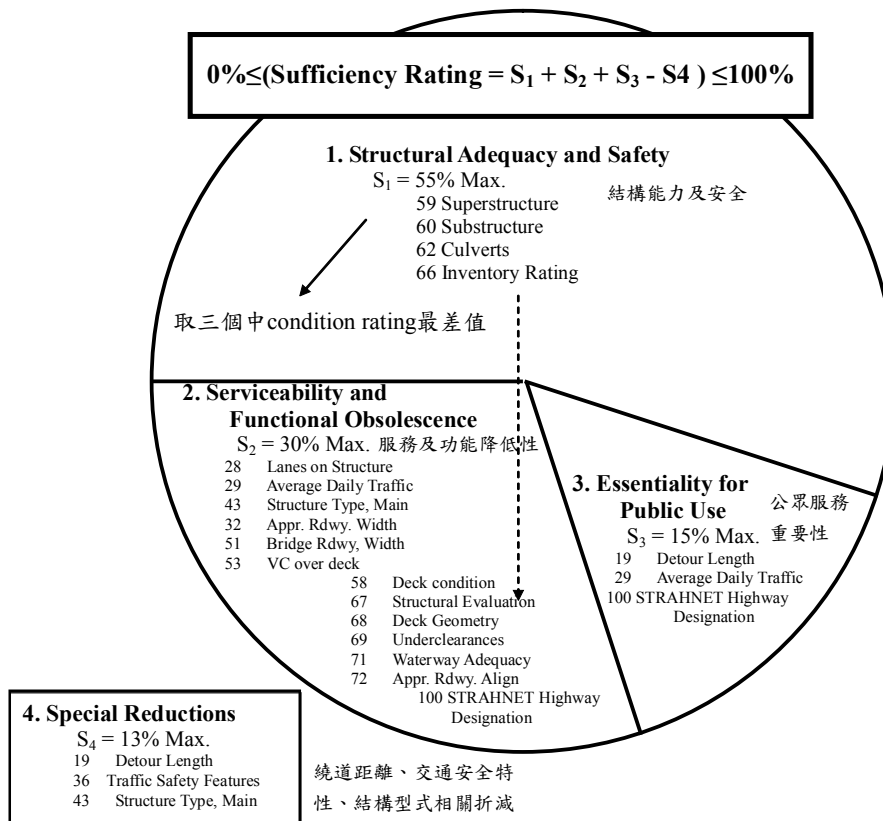 0%≤(Sufficiency Rating = S₁ + S₂ + S₃ - S4 ) ≤100%
1. Structural Adequacy and Safety
S₁ = 55% Max.
結構能力及安全
59 Superstructure
60 Substructure
62 Culverts
66 Inventory Rating
取三個中condition rating最差值
2. Serviceability and
Functional Obsolescence
S₂ = 30% Max. 服務及功能降低性
28 Lanes on Structure
29 Average Daily Traffic
43 Structure Type, Main
32 Appr. Rdwy. Width
51 Bridge Rdwy, Width
53 VC over deck
58 Deck condition
67 Structural Evaluation
68 Deck Geometry
69 Underclearances
71 Waterway Adequacy
72 Appr. Rdwy. Align
100 STRAHNET Highway
Designation
3. Essentiality for
Public Use
公眾服務
重要性
S₃ = 15% Max.
19 Detour Length
29 Average Daily Traffic
100 STRAHNET Highway
Designation
4. Special Reductions
S₄ = 13% Max.
19 Detour Length
36 Traffic Safety Features
43 Structure Type, Main
繞道距離、交通安全特
性、結構型式相關折減